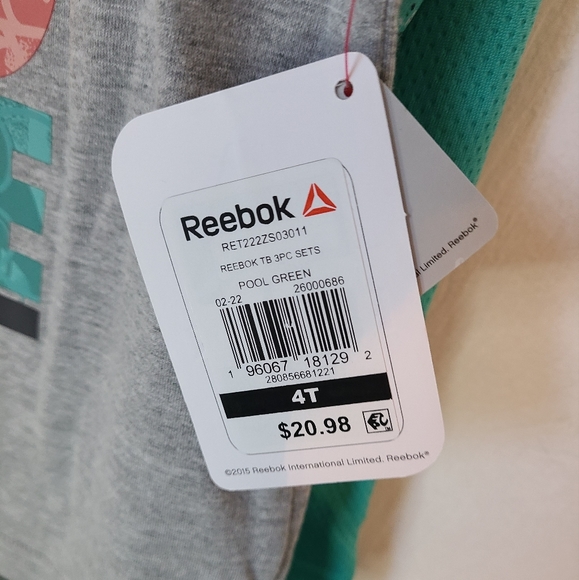 Reebok
RET222ZS03011
REEBOK TB 3PC SETS
POOL GREEN
02-22 26000686
1 96067 18129 2
280856681221
4T
$20.98
©2015 Reebok International Limited. Reebok®
Limited. Reebok®